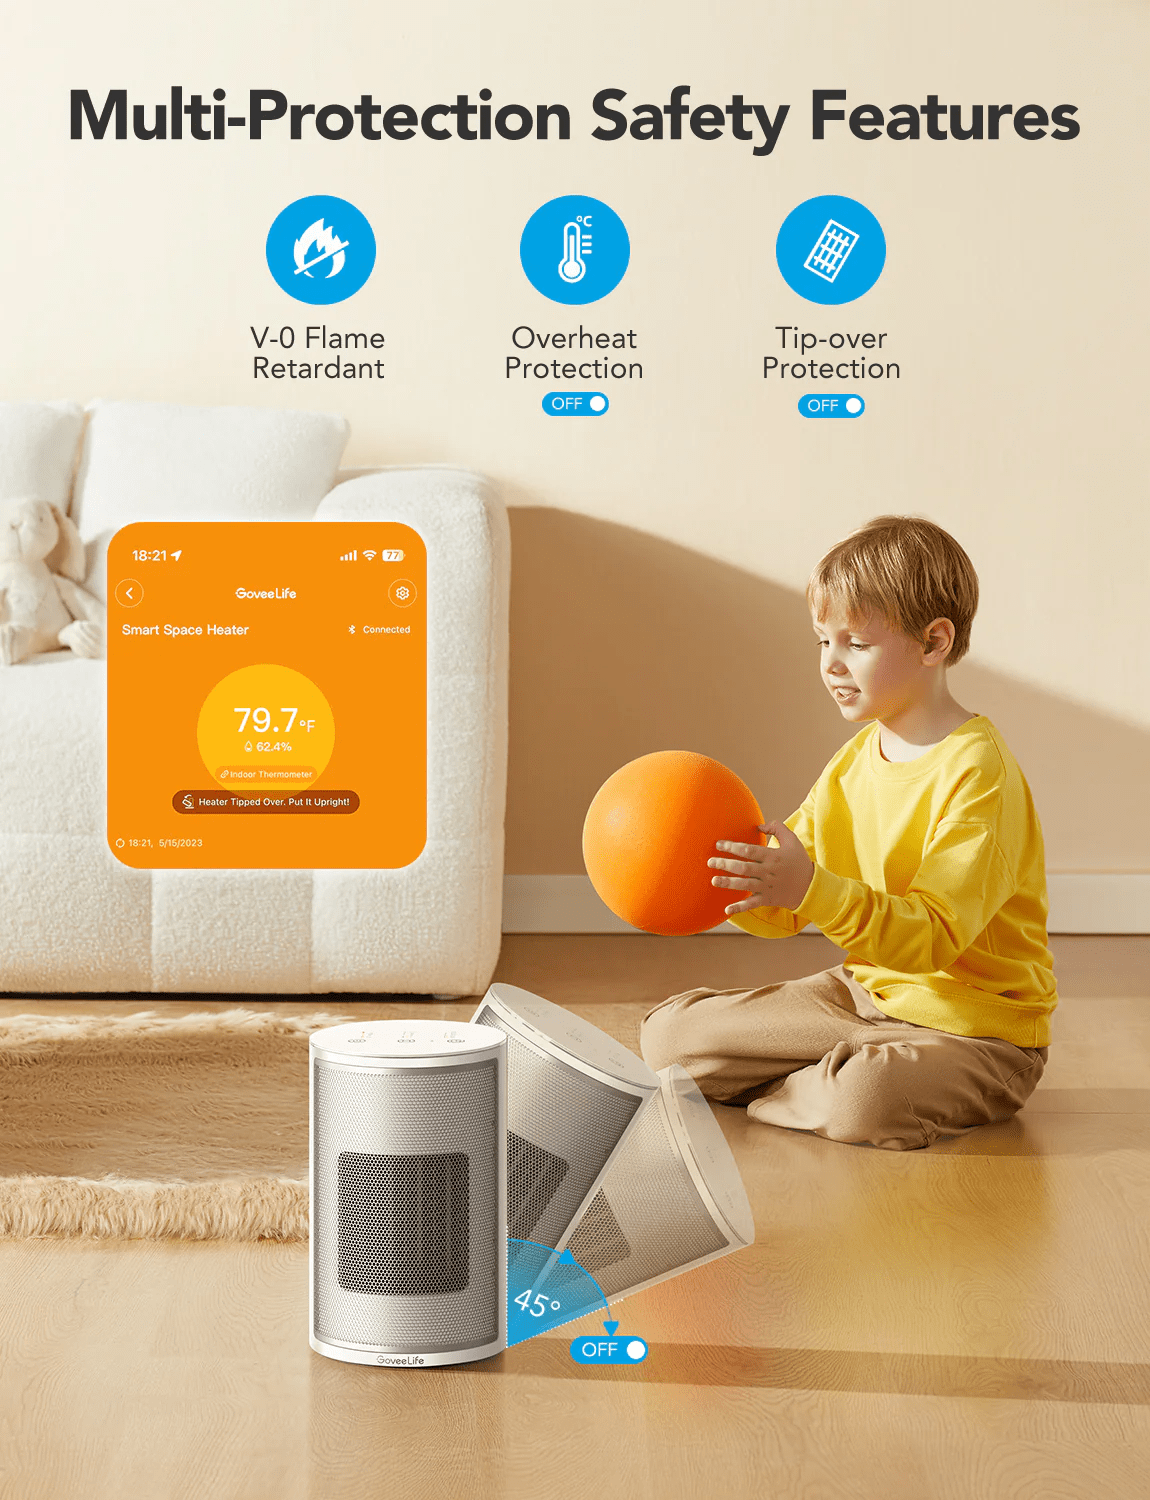 Multi-Protection Safety Features
°C
V-0 Flame
Retardant
Overheat
Protection
OFF
Tip-over
Protection
OFF
18:21
77
GoveeLife
Smart Space Heater
Connected
79.7°F
62.4%
Indoor Thermometer
Heater Tipped Over. Put It Upright!
18:21, 5/15/2023
45°
OFF
GoveeLife